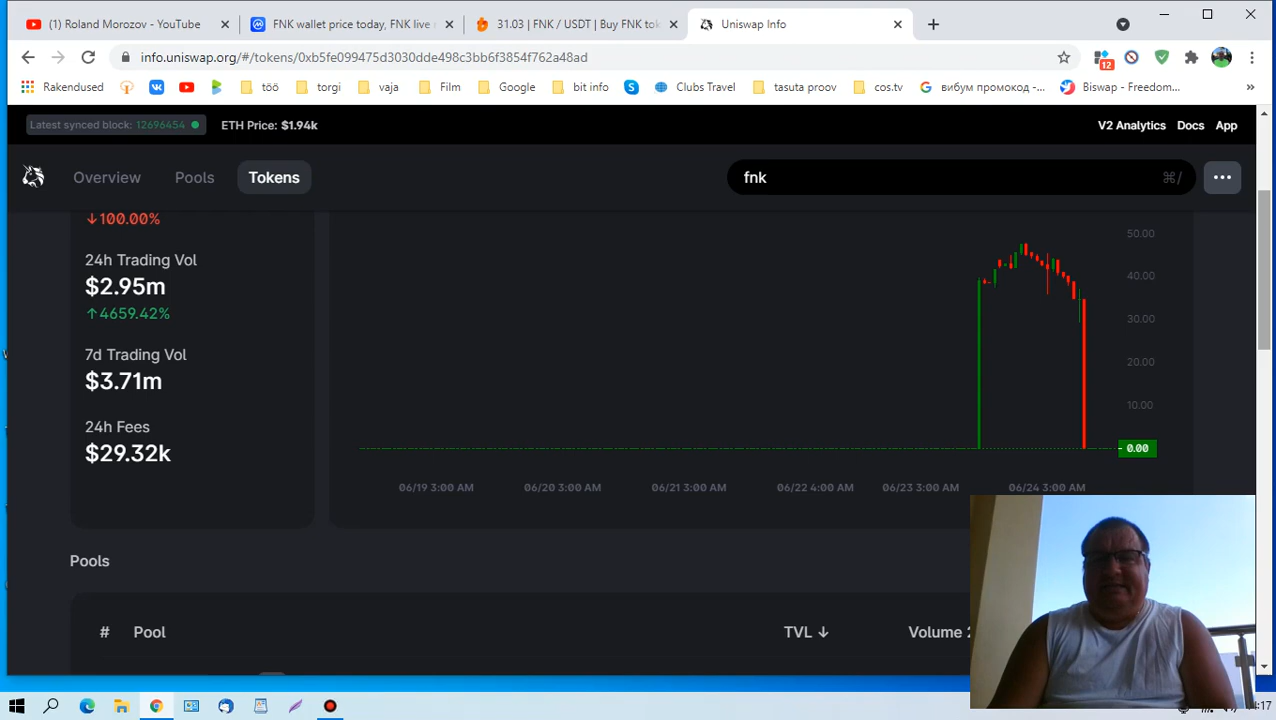 (1) Roland Morozov - YouTube
FNK wallet price today, FNK live
31.03 | FNK / USDT | Buy FNK tok
Uniswap Info
info.uniswap.org/#/tokens/0xb5fe099475d3030dde498c3bb6f3854f762a48ad
12
Rakendused
töö
torgi
vaja
Film
Google
bit info
Clubs Travel
tasuta proov
cos.tv
вибум промокод -...
Biswap - Freedom...
»
Latest synced block: 12696454
ETH Price: $1.94k
V2 Analytics
Docs
App
Overview
Pools
Tokens
fnk
⌘/
↓100.00%
24h Trading Vol
$2.95m
↑4659.42%
7d Trading Vol
$3.71m
24h Fees
$29.32k
50.00
40.00
30.00
20.00
10.00
0.00
06/19 3:00 AM
06/20 3:00 AM
06/21 3:00 AM
06/22 4:00 AM
06/23 3:00 AM
06/24 3:00 AM
Pools
#
Pool
TVL ↓
Volume